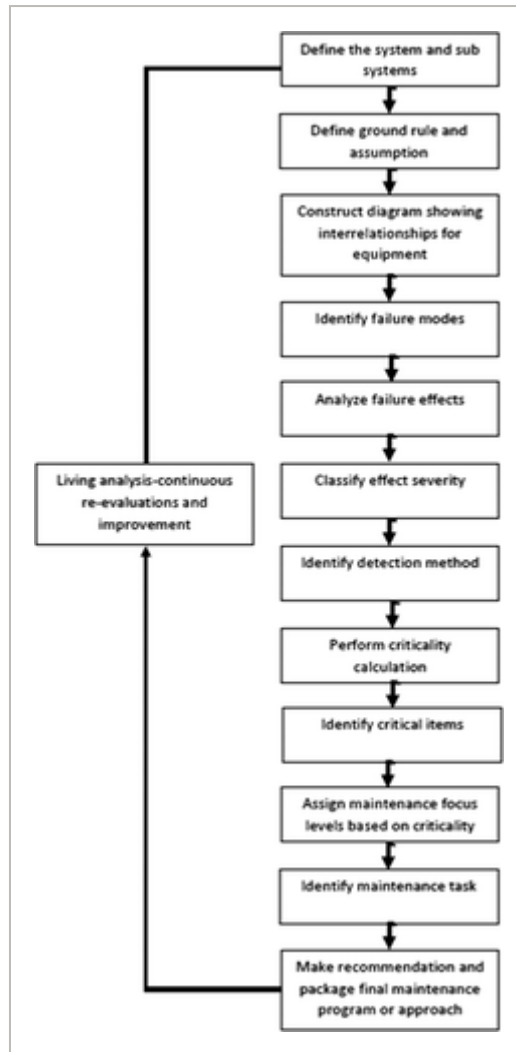 Define the system and sub
systems
Define ground rule and
assumption
Construct diagram showing
interrelationships for
equipment
Identify failure modes
Analyze failure effects
Living analysis-continuous
re-evaluations and
improvement
Classify effect severity
Identify detection method
Perform criticality
calculation
Identify critical items
Assign maintenance focus
levels based on criticality
Identify maintenance task
Make recommendation and
package final maintenance
program or approach